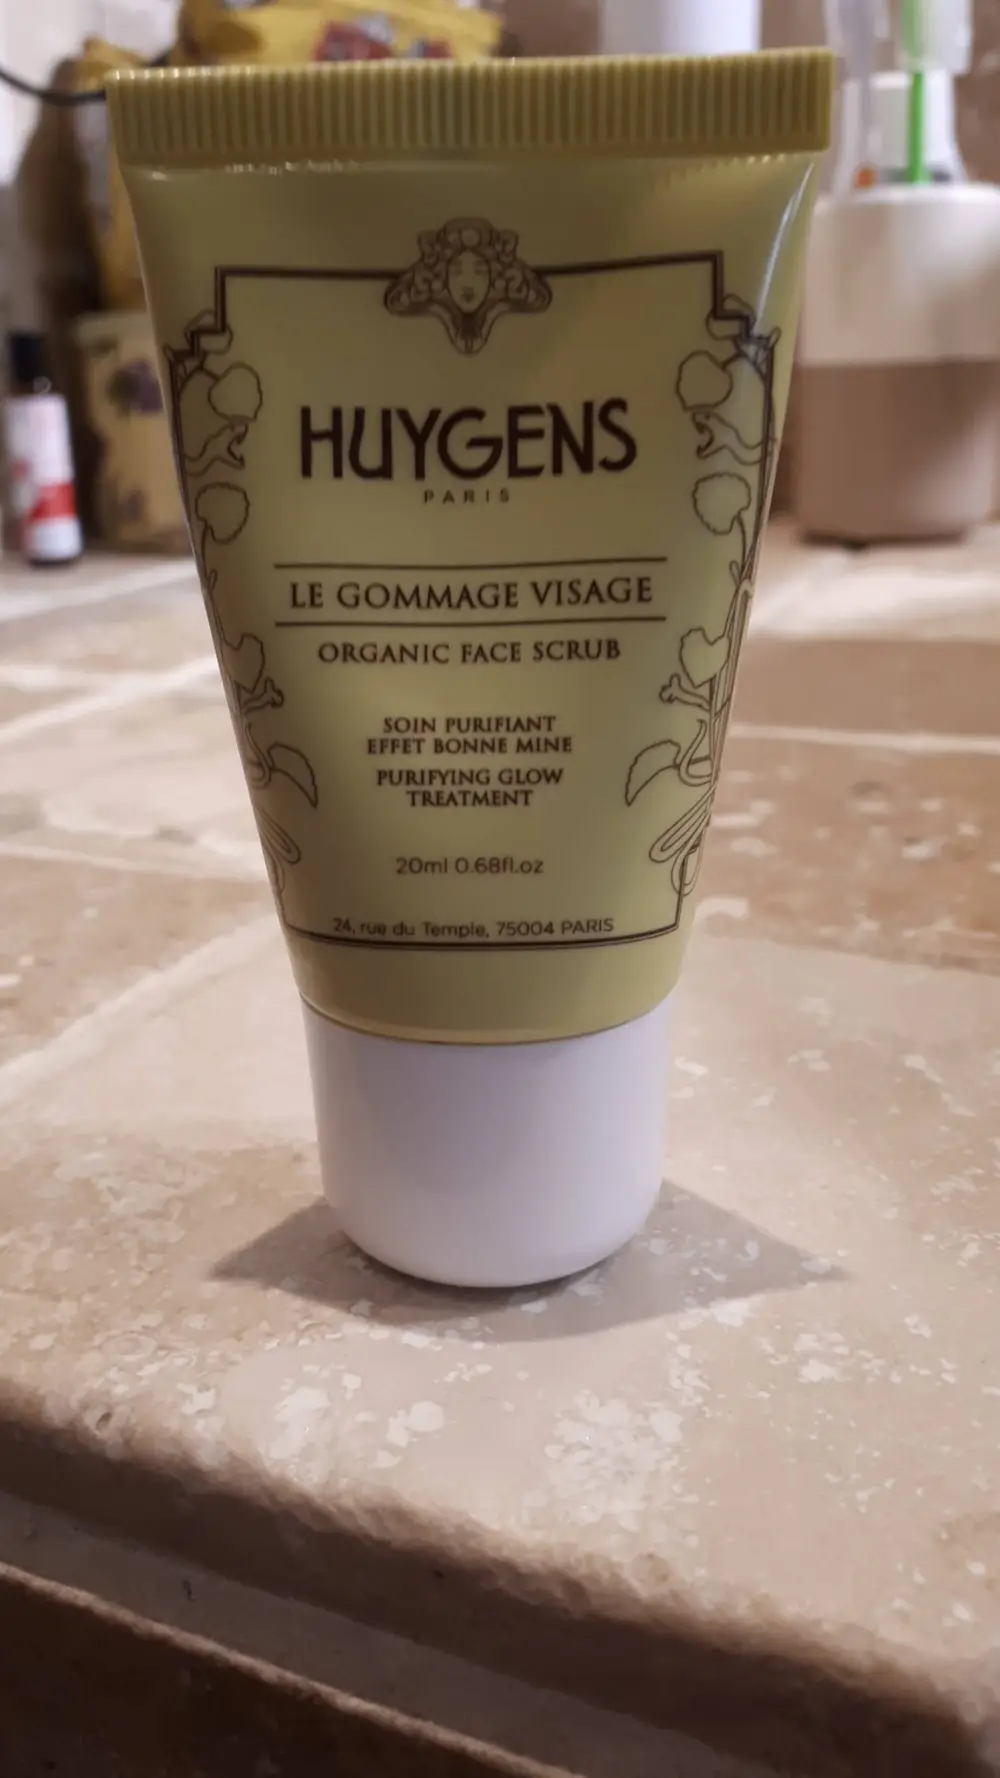 HUYGENS
PARIS
LE GOMMAGE VISAGE
ORGANIC FACE SCRUB
SOIN PURIFIANT
EFFET BONNE MINE
PURIFYING GLOW
TREATMENT
20ml 0.68fl.oz
24, rue du Temple, 75004 PARIS